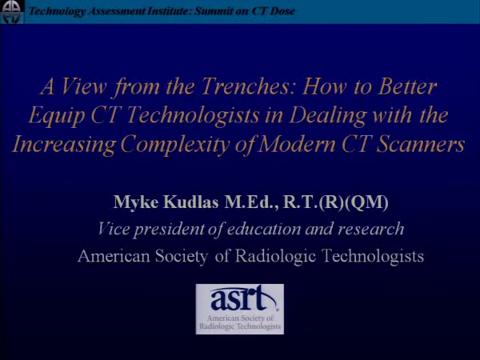 Technology Assessment Institute: Summit on CT Dose
A View from the Trenches: How to Better
Equip CT Technologists in Dealing with the
Increasing Complexity of Modern CT Scanners
Myke Kudlas M.Ed., R.T.(R)(QM)
Vice president of education and research
American Society of Radiologic Technologists
asrt
American Society of
Radiologic Technologists